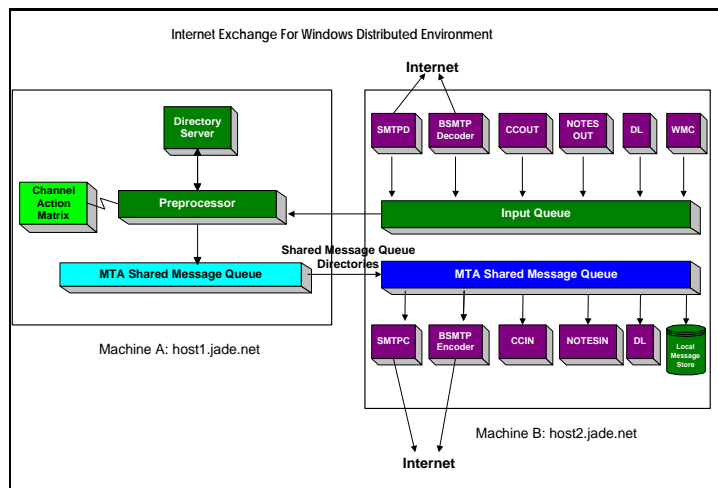 Internet Exchange For Windows Distributed Environment
Internet
Directory
Server
SMTPD
BSMTP
Decoder
CCOUT
NOTES
OUT
DL
WMC
Channel
Action
Matrix
Preprocessor
Input Queue
Shared Message Queue
Directories
MTA Shared Message Queue
MTA Shared Message Queue
SMTPC
BSMTP
Encoder
CCIN
NOTESIN
DL
Local
Message
Store
Machine A: host1.jade.net
Machine B: host2.jade.net
Internet